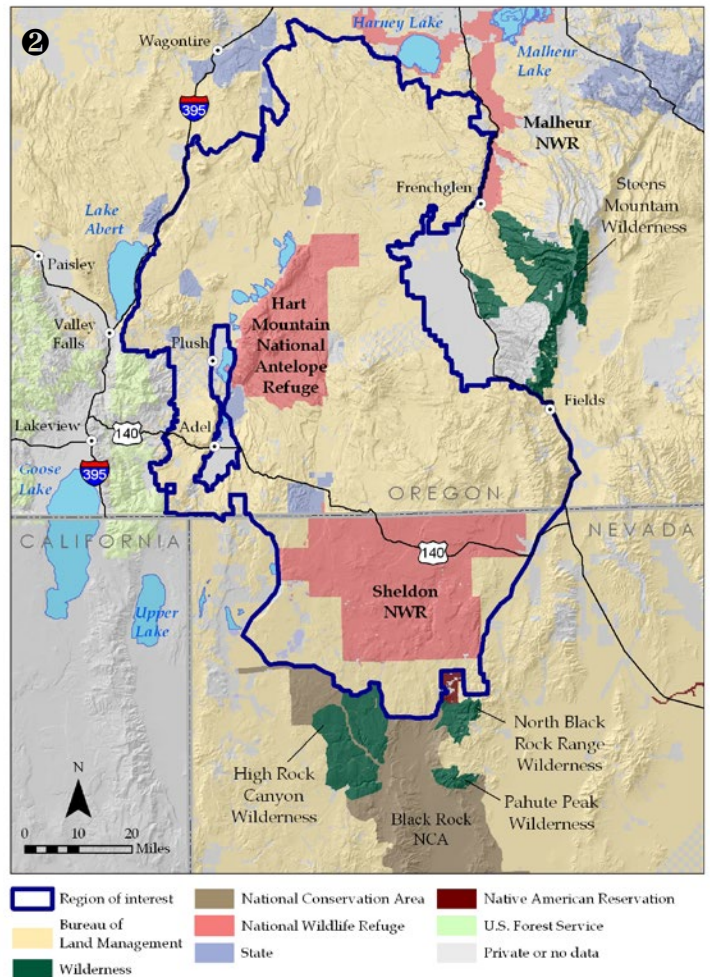 ❷
Harney Lake
Wagontire
Malheur
Lake
395
Malheur
NWR
Steens
Mountain
Wilderness
Frenchglen
Lake
Abert
Paisley
Hart
Mountain
National
Antelope
Refuge
Valley
Falls
Plush
Fields
Lakeview
140
Adel
395
Goose
Lake
OREGON
CALIFORNIA
NEVADA
140
Sheldon
NWR
Upper
Lake
North Black
Rock Range
Wilderness
High Rock
Canyon
Wilderness
Pahute Peak
Wilderness
Black Rock
NCA
N
0 10 20
Miles
Region of interest
National Conservation Area
Native American Reservation
Bureau of
Land Management
National Wildlife Refuge
U.S. Forest Service
Wilderness
State
Private or no data